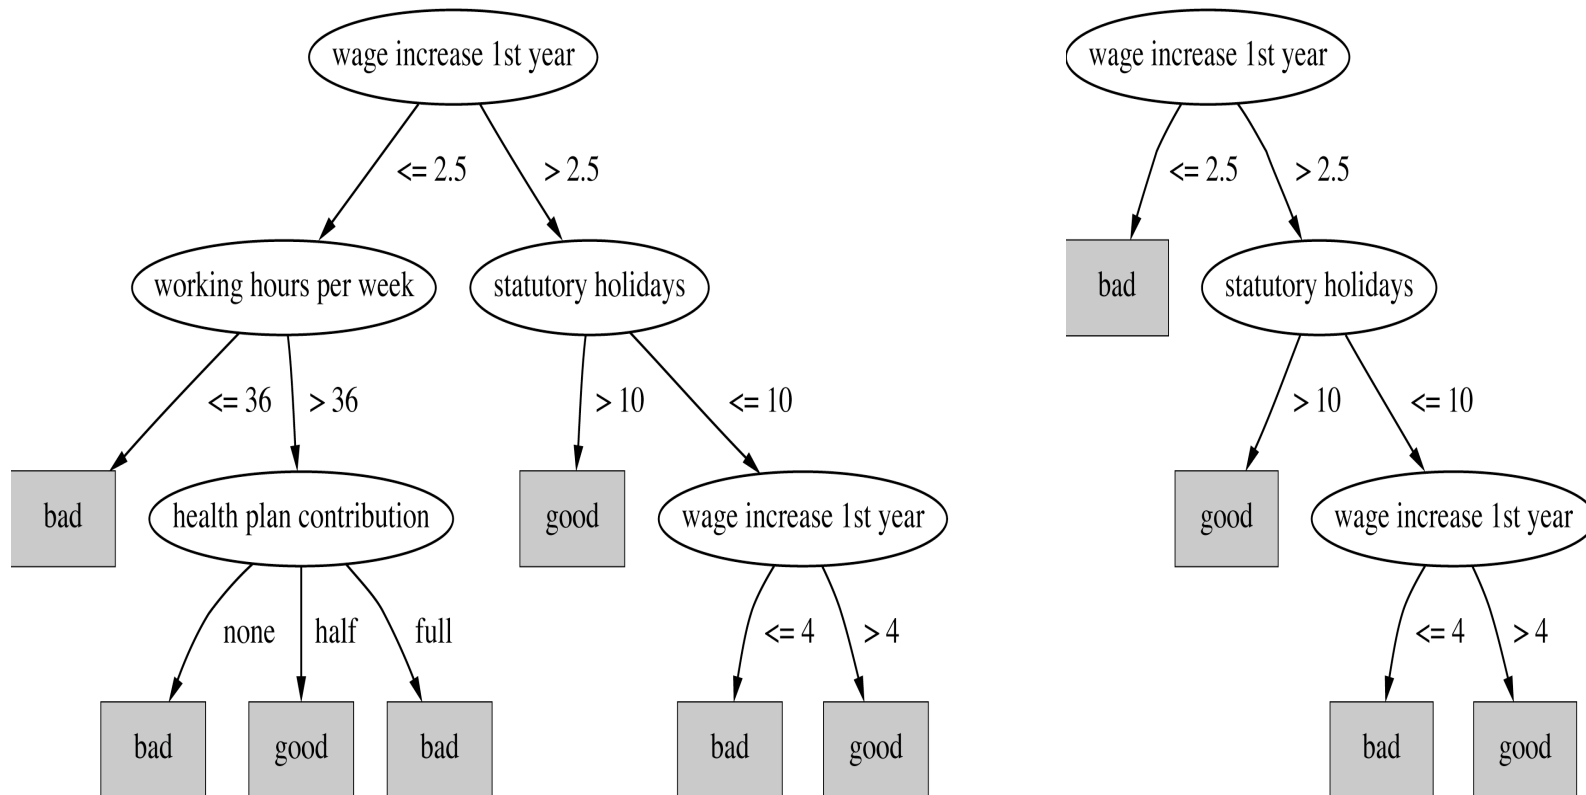 wage increase 1st year
<= 2.5
> 2.5
working hours per week
statutory holidays
<= 36
> 36
> 10
<= 10
bad
health plan contribution
good
wage increase 1st year
none
half
full
<= 4
> 4
bad
good
bad
bad
good
wage increase 1st year
<= 2.5
> 2.5
bad
statutory holidays
> 10
<= 10
good
wage increase 1st year
<= 4
> 4
bad
good